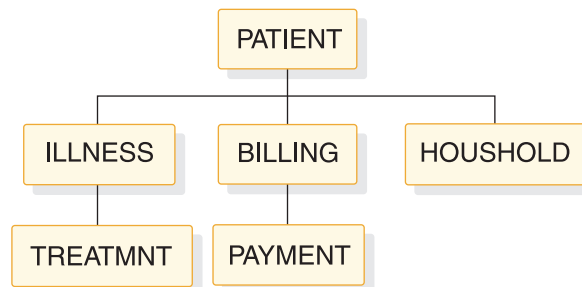 PATIENT
ILLNESS
BILLING
HOUSHOLD
TREATMNT
PAYMENT